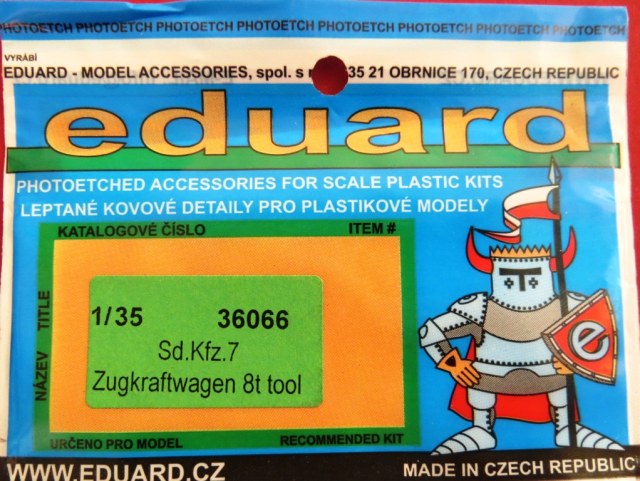 PHOTOETCH PHOTOETCH PHOTOETCH PHOTOETCH PHOTOETCH PHOTOETCH PHOTOETCH
VYRÁBÍ
EDUARD - MODEL ACCESSORIES, spol. s 35 21 OBRNICE 170, CZECH REPUBLIC
eduard
PHOTOETCHED ACCESSORIES FOR SCALE PLASTIC KITS
LEPTANÉ KOVOVÉ DETAILY PRO PLASTIKOVÉ MODELY
KATALOGOVÉ ČÍSLO ITEM #
NÁZEV TITLE
1/35 36066
Sd.Kfz.7
Zugkraftwagen 8t tool
e
URČENO PRO MODEL RECOMMENDED KIT
WWW.EDUARD.CZ MADE IN CZECH REPUBLIC